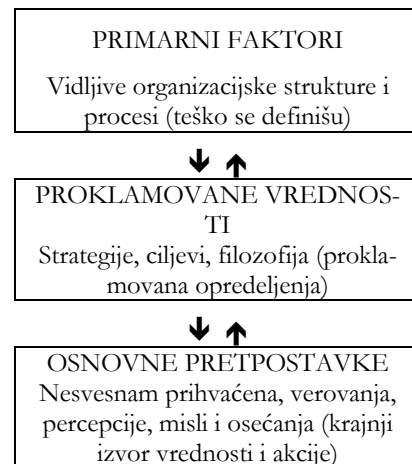 PRIMARNI FAKTORI
Vidljive organizacijske strukture i
procesi (teško se definišu)
PROKLAMOVANE VREDNOS-
TI
Strategije, ciljevi, filozofija (prokla-
movana opredeljenja)
OSNOVNE PRETPOSTAVKE
Nesvesnam prihvaćena, verovanja,
percepcije, misli i osećanja (krajnji
izvor vrednosti i akcije)